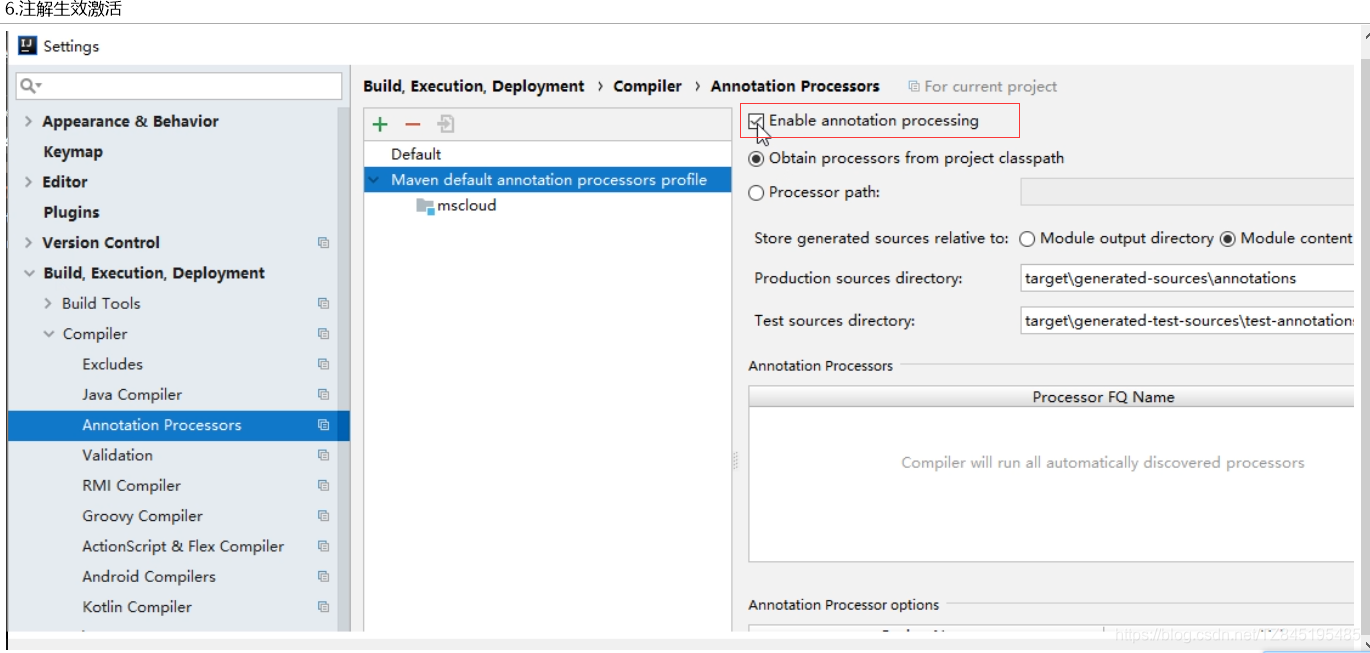 6.注解生效激活
Settings
Build, Execution, Deployment › Compiler › Annotation Processors For current project
Appearance & Behavior
Keymap
Editor
Plugins
Version Control
Build, Execution, Deployment
Build Tools
Compiler
Excludes
Java Compiler
Annotation Processors
Validation
RMI Compiler
Groovy Compiler
ActionScript & Flex Compiler
Android Compilers
Kotlin Compiler
Default
Maven default annotation processors profile
mscloud
Enable annotation processing
Obtain processors from project classpath
Processor path:
Store generated sources relative to: Module output directory Module content
Production sources directory: target\generated-sources\annotations
Test sources directory: target\generated-test-sources\test-annotations
Annotation Processors
Processor FQ Name
Compiler will run all automatically discovered processors
Annotation Processor options